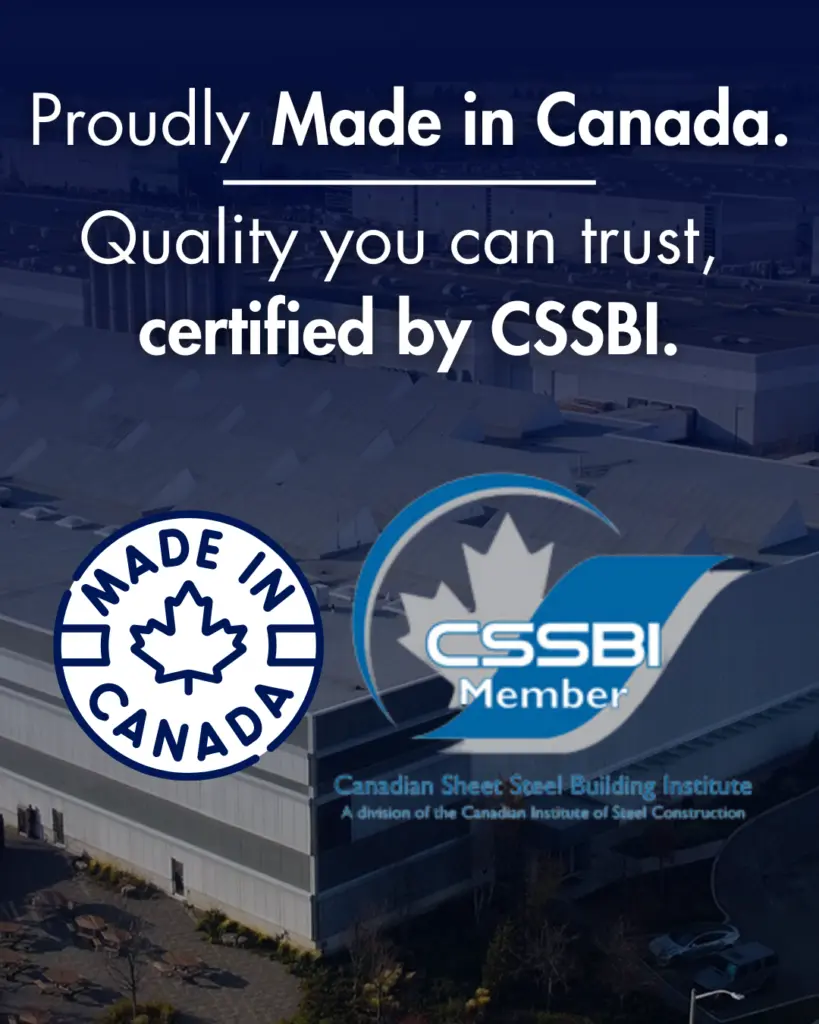 Proudly Made in Canada.
Quality you can trust,
certified by CSSBI.
MADE IN
CANADA
CSSBI
Member
Canadian Sheet Steel Building Institute
A division of the Canadian Institute of Steel Construction